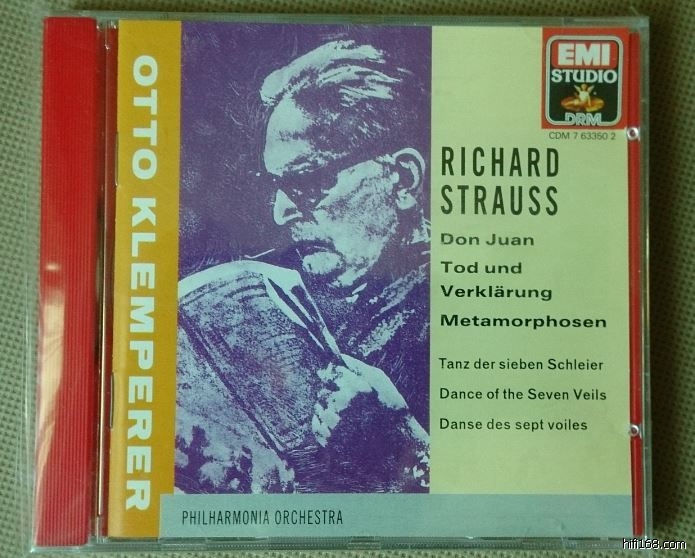 OTTO KLEMPERER
EMI
STUDIO
DRM
CDM 7 63350 2
RICHARD
STRAUSS
Don Juan
Tod und
Verklärung
Metamorphosen
Tanz der sieben Schleier
Dance of the Seven Veils
Danse des sept voiles
PHILHARMONIA ORCHESTRA
hifi168.com